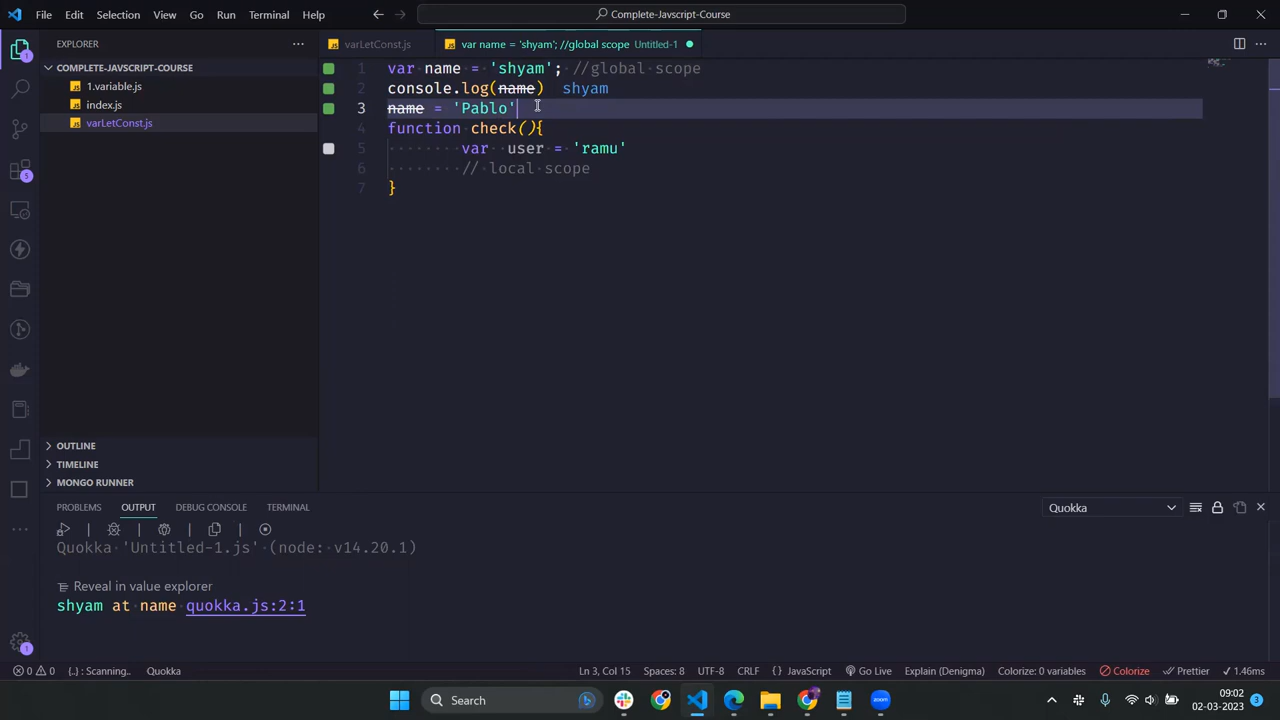 File Edit Selection View Go Run Terminal Help Complete-Javscript-Course
EXPLORER
varLetConst.js var name = 'shyam'; //global scope Untitled-1
COMPLETE-JAVSCRIPT-COURSE
1.variable.js
index.js
varLetConst.js
1 var name = 'shyam'; //global scope
2 console.log(name) shyam
3 name = 'Pablo'
4 function check(){
5 var user = 'ramu'
6 // local scope
7 }
1
5
OUTLINE
TIMELINE
MONGO RUNNER
PROBLEMS OUTPUT DEBUG CONSOLE TERMINAL Quokka
Quokka 'Untitled-1.js' (node: v14.20.1)
Reveal in value explorer
shyam at name quokka.js:2:1
1
0 0 {..} : Scanning.. Quokka Ln 3, Col 15 Spaces: 8 UTF-8 CRLF {} JavaScript Go Live Explain (Denigma) Colorize: 0 variables Colorize Prettier 1.46ms
Search zoom 09:02
02-03-2023